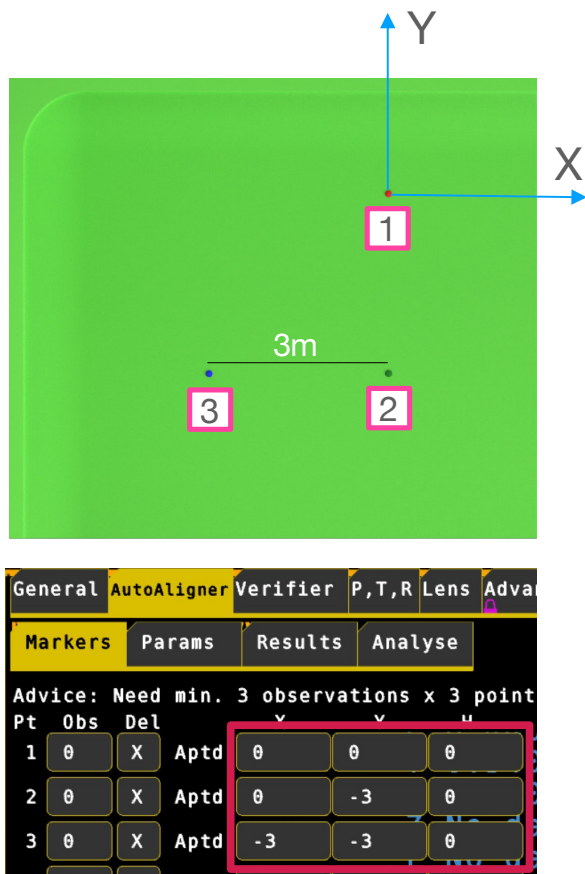 Y
X
1
3m
3
2
General AutoAligner Verifier P,T,R Lens Advan
Markers Params Results Analyse
Advice: Need min. 3 observations x 3 point
Pt Obs Del X Y H
1 0 X Aptd 0 0 0
2 0 X Aptd 0 -3 0
3 0 X Aptd -3 -3 0